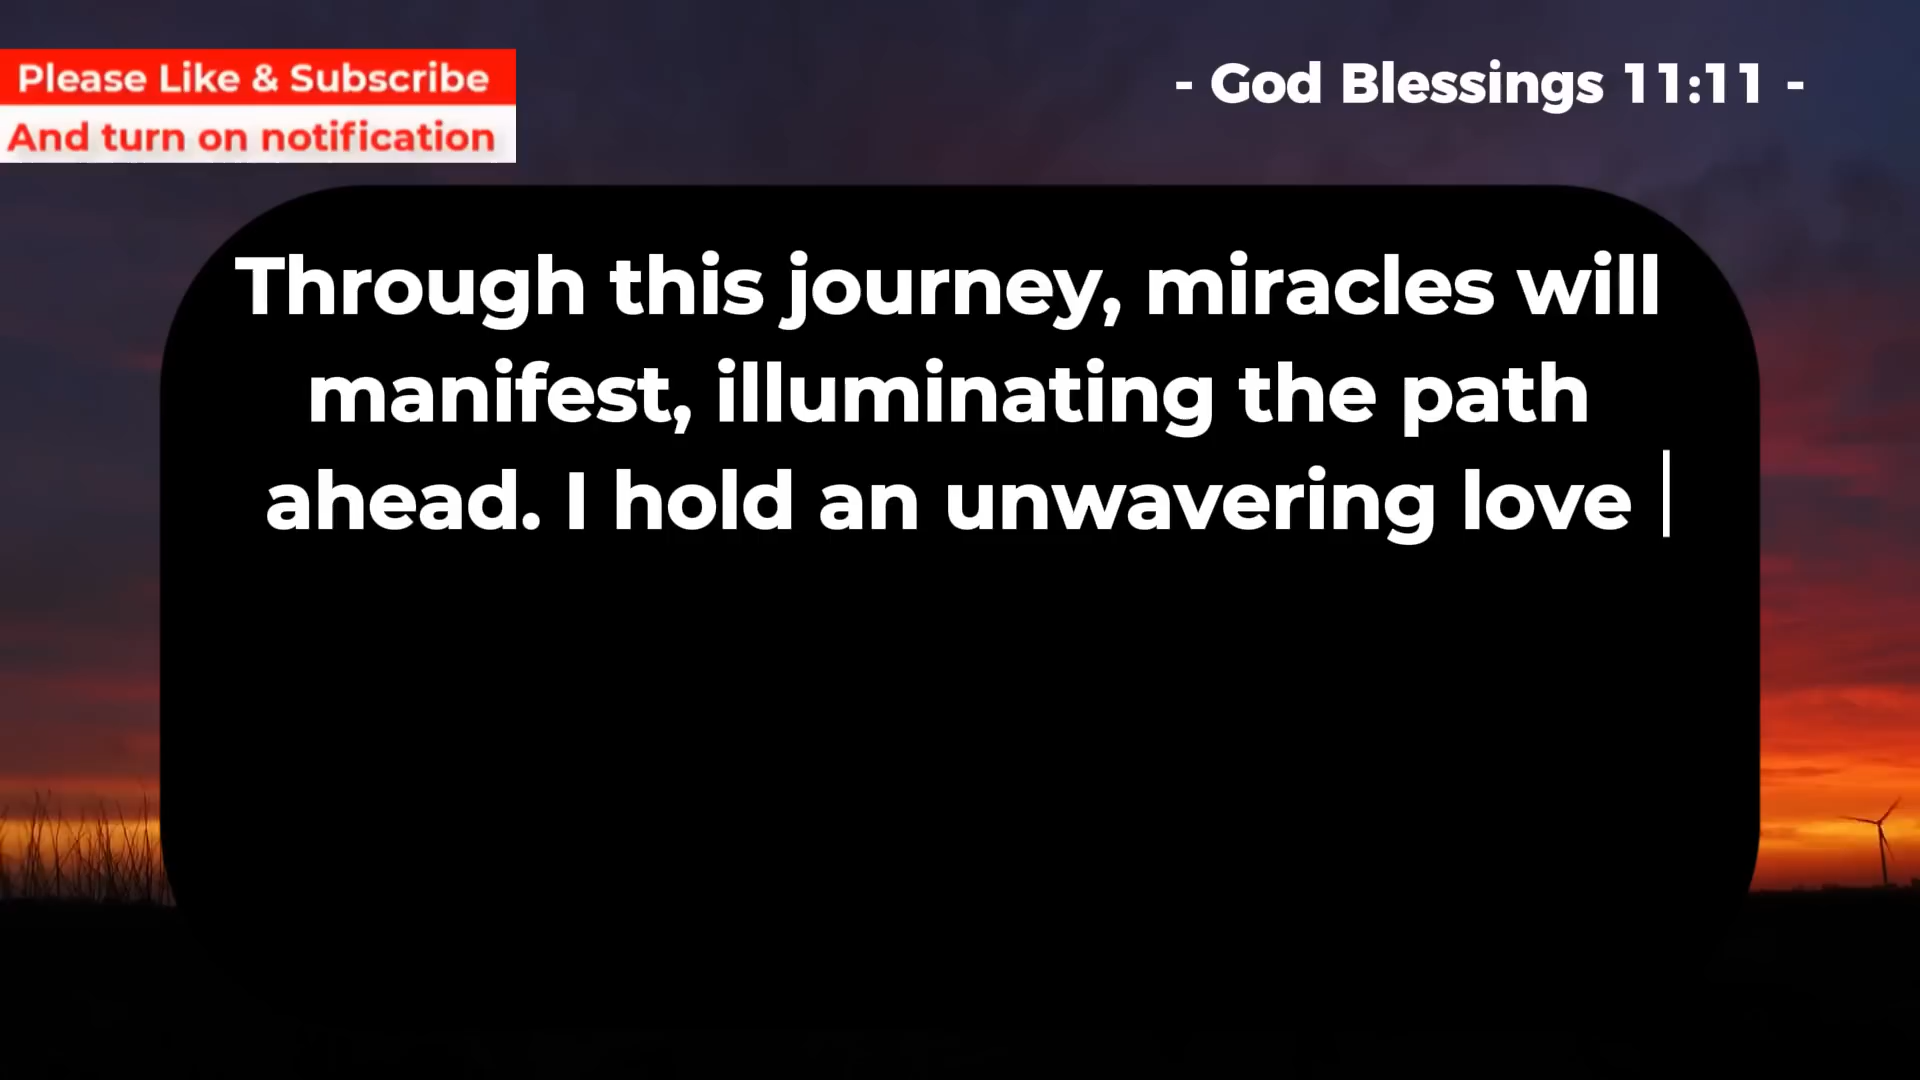 Please Like & Subscribe
And turn on notification
- God Blessings 11:11 -
Through this journey, miracles will
manifest, illuminating the path
ahead. I hold an unwavering love